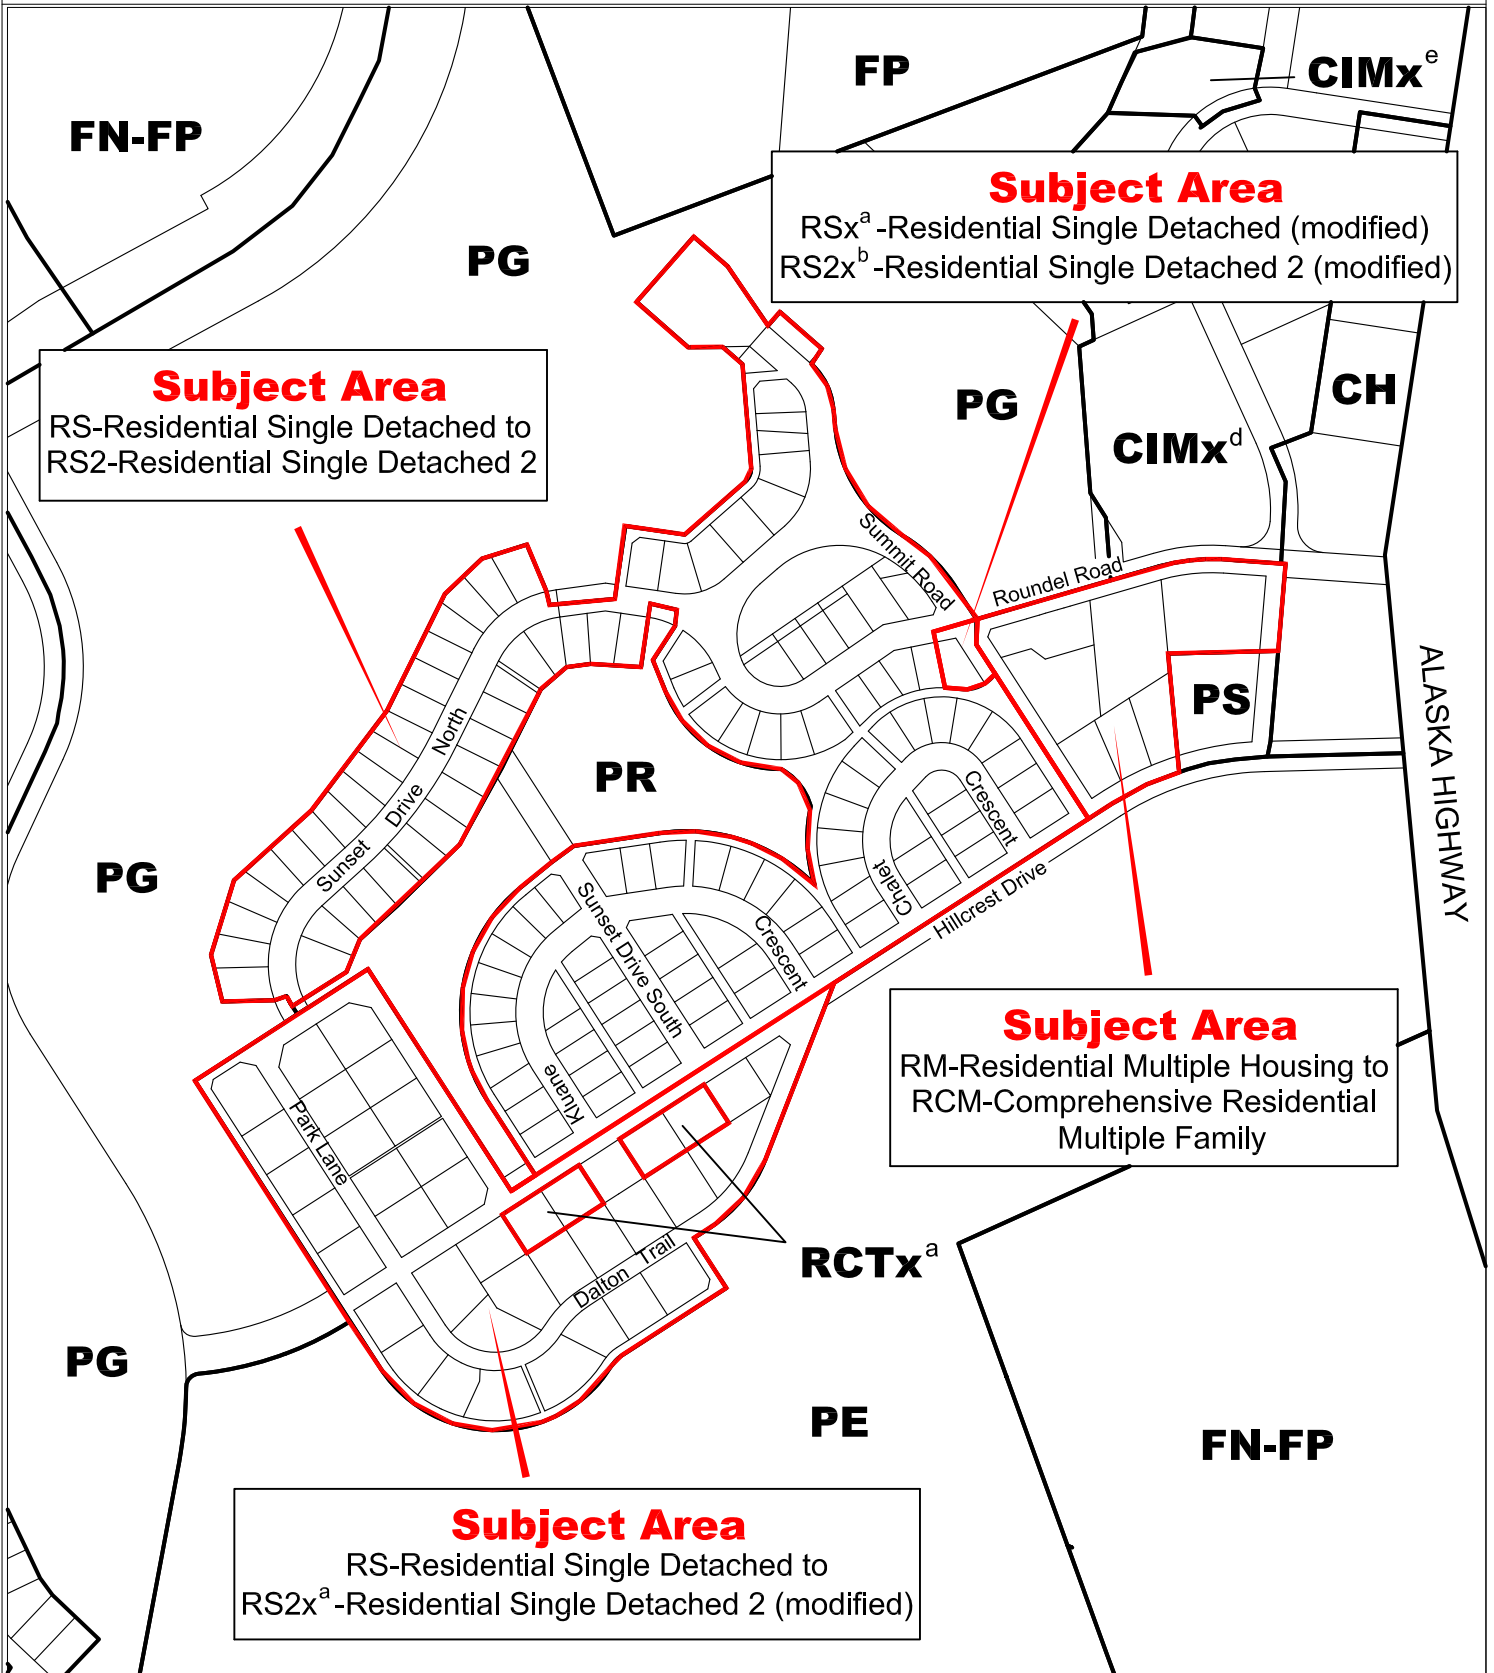 FP
CIMx^e
FN-FP
Subject Area
RSx^a-Residential Single Detached (modified)
RS2x^b-Residential Single Detached 2 (modified)
PG
Subject Area
RS-Residential Single Detached to
RS2-Residential Single Detached 2
PG
CH
CIMx^d
Summit Road
Roundel Road
ALASKA HIGHWAY
PS
North
Drive
Sunset
PR
Crescent
Chalet
PG
Hillcrest Drive
Sunset Drive South
Crescent
Kluane
Subject Area
RM-Residential Multiple Housing to
RCM-Comprehensive Residential
Multiple Family
Park Lane
RCTx^a
Dalton Trail
PG
PE
FN-FP
Subject Area
RS-Residential Single Detached to
RS2x^a-Residential Single Detached 2 (modified)